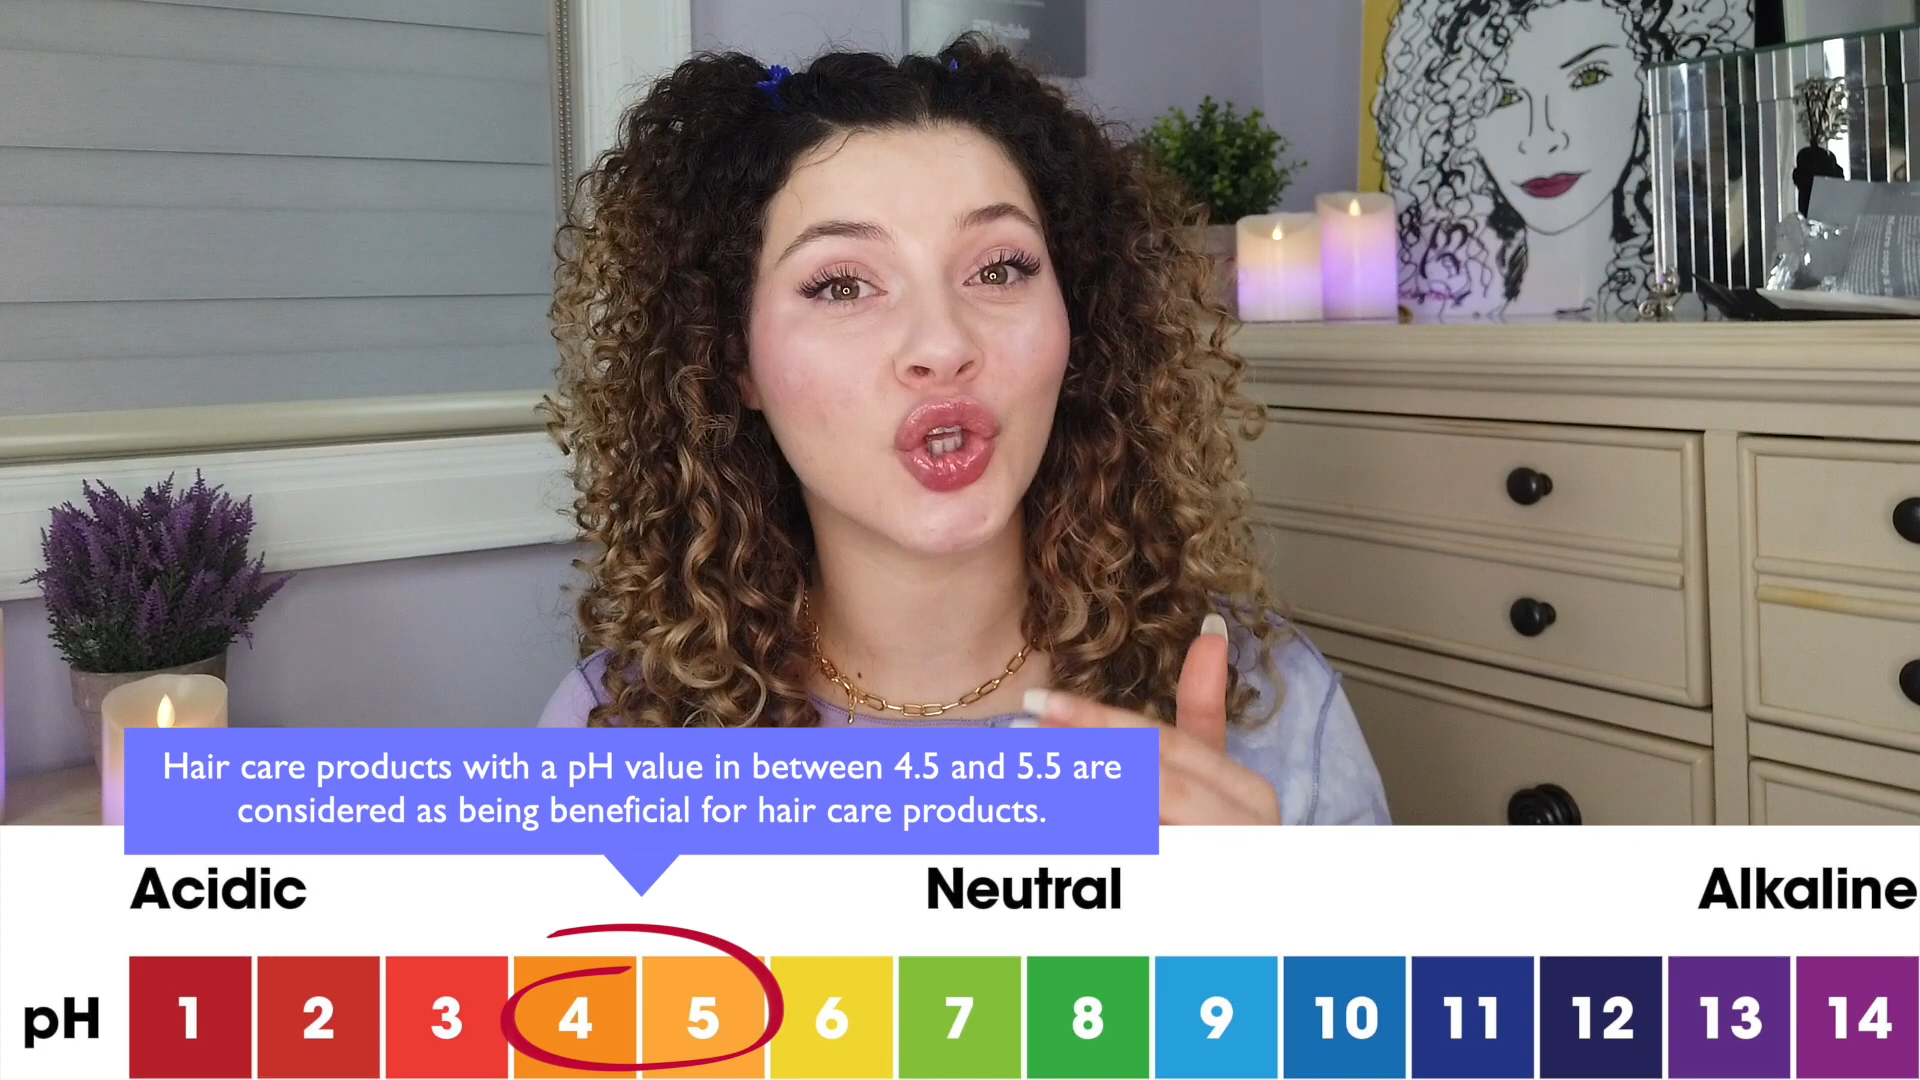 Hair care products with a pH value in between 4.5 and 5.5 are
considered as being beneficial for hair care products.
Acidic Neutral Alkaline
pH 1 2 3 4 5 6 7 8 9 10 11 12 13 14